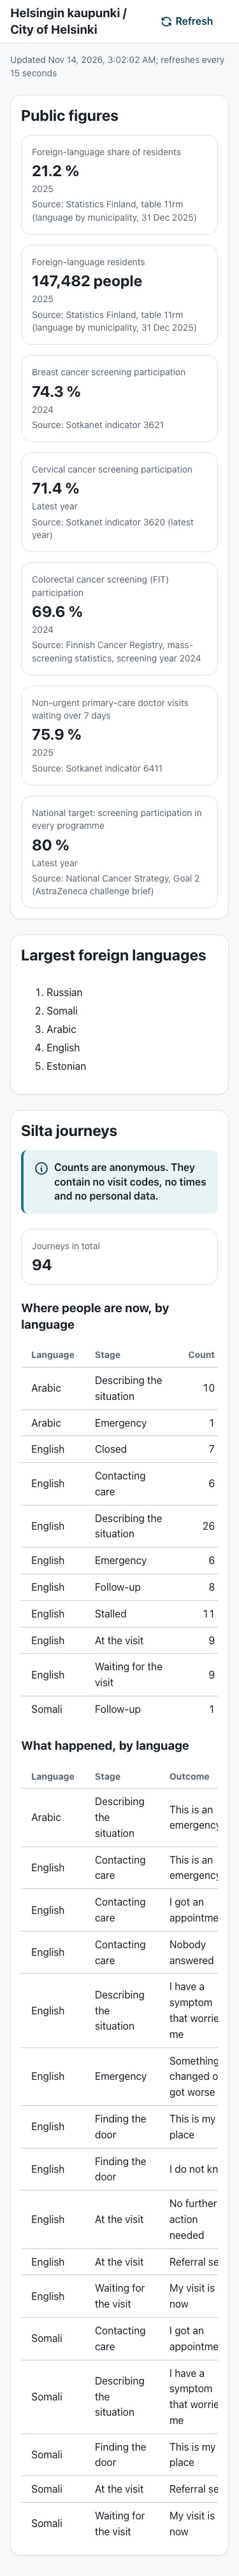 Helsingin kaupunki /
City of Helsinki
Refresh
Updated Nov 14, 2026, 3:02:02 AM; refreshes every
15 seconds
Public figures
Foreign-language share of residents
21.2 %
2025
Source: Statistics Finland, table 11rm
(language by municipality, 31 Dec 2025)
Foreign-language residents
147,482 people
2025
Source: Statistics Finland, table 11rm
(language by municipality, 31 Dec 2025)
Breast cancer screening participation
74.3 %
2024
Source: Sotkanet indicator 3621
Cervical cancer screening participation
71.4 %
Latest year
Source: Sotkanet indicator 3620 (latest
year)
Colorectal cancer screening (FIT)
participation
69.6 %
2024
Source: Finnish Cancer Registry, mass-
screening statistics, screening year 2024
Non-urgent primary-care doctor visits
waiting over 7 days
75.9 %
2025
Source: Sotkanet indicator 6411
National target: screening participation in
every programme
80 %
Latest year
Source: National Cancer Strategy, Goal 2
(AstraZeneca challenge brief)
Largest foreign languages
1. Russian
2. Somali
3. Arabic
4. English
5. Estonian
Silta journeys
Counts are anonymous. They
contain no visit codes, no times
and no personal data.
Journeys in total
94
Where people are now, by
language
Language Stage Count
Arabic Describing the
situation 10
Arabic Emergency 1
English Closed 7
English Contacting
care 6
English Describing the
situation 26
English Emergency 6
English Follow-up 8
English Stalled 11
English At the visit 9
English Waiting for the
visit 9
Somali Follow-up 1
What happened, by language
Language Stage Outcome
Arabic Describing
the
situation This is an
emergency
English Contacting
care This is an
emergency
English Contacting
care I got an
appointme
English Contacting
care Nobody
answered
English Describing
the
situation I have a
symptom
that worrie
me
English Emergency Something
changed o
got worse
English Finding the
door This is my
place
English Finding the
door I do not kn
English At the visit No further
action
needed
English At the visit Referral se
English Waiting for
the visit My visit is
now
Somali Contacting
care I got an
appointme
Somali Describing
the
situation I have a
symptom
that worrie
me
Somali Finding the
door This is my
place
Somali At the visit Referral se
Somali Waiting for
the visit My visit is
now